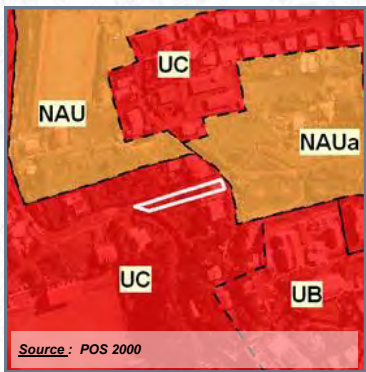 UC
NAU
NAUa
UC
UB
Source : POS 2000